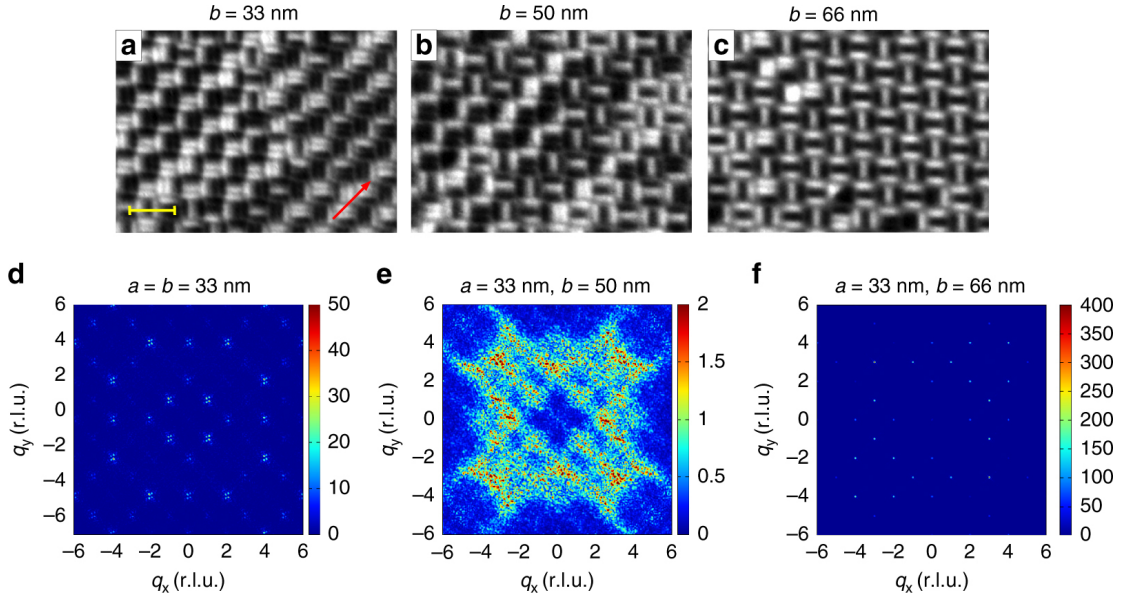 b = 33 nm
b = 50 nm
b = 66 nm
a
b
c
d
e
f
a = b = 33 nm
a = 33 nm, b = 50 nm
a = 33 nm, b = 66 nm
6
4
2
0
−2
−4
−6
qy (r.l.u.)
−6 −4 −2 0 2 4 6
qx (r.l.u.)
50
40
30
20
10
0
6
4
2
0
−2
−4
−6
qy (r.l.u.)
−6 −4 −2 0 2 4 6
qx (r.l.u.)
2
1.5
1
0.5
0
6
4
2
0
−2
−4
−6
qy (r.l.u.)
−6 −4 −2 0 2 4 6
qx (r.l.u.)
400
350
300
250
200
150
100
50
0